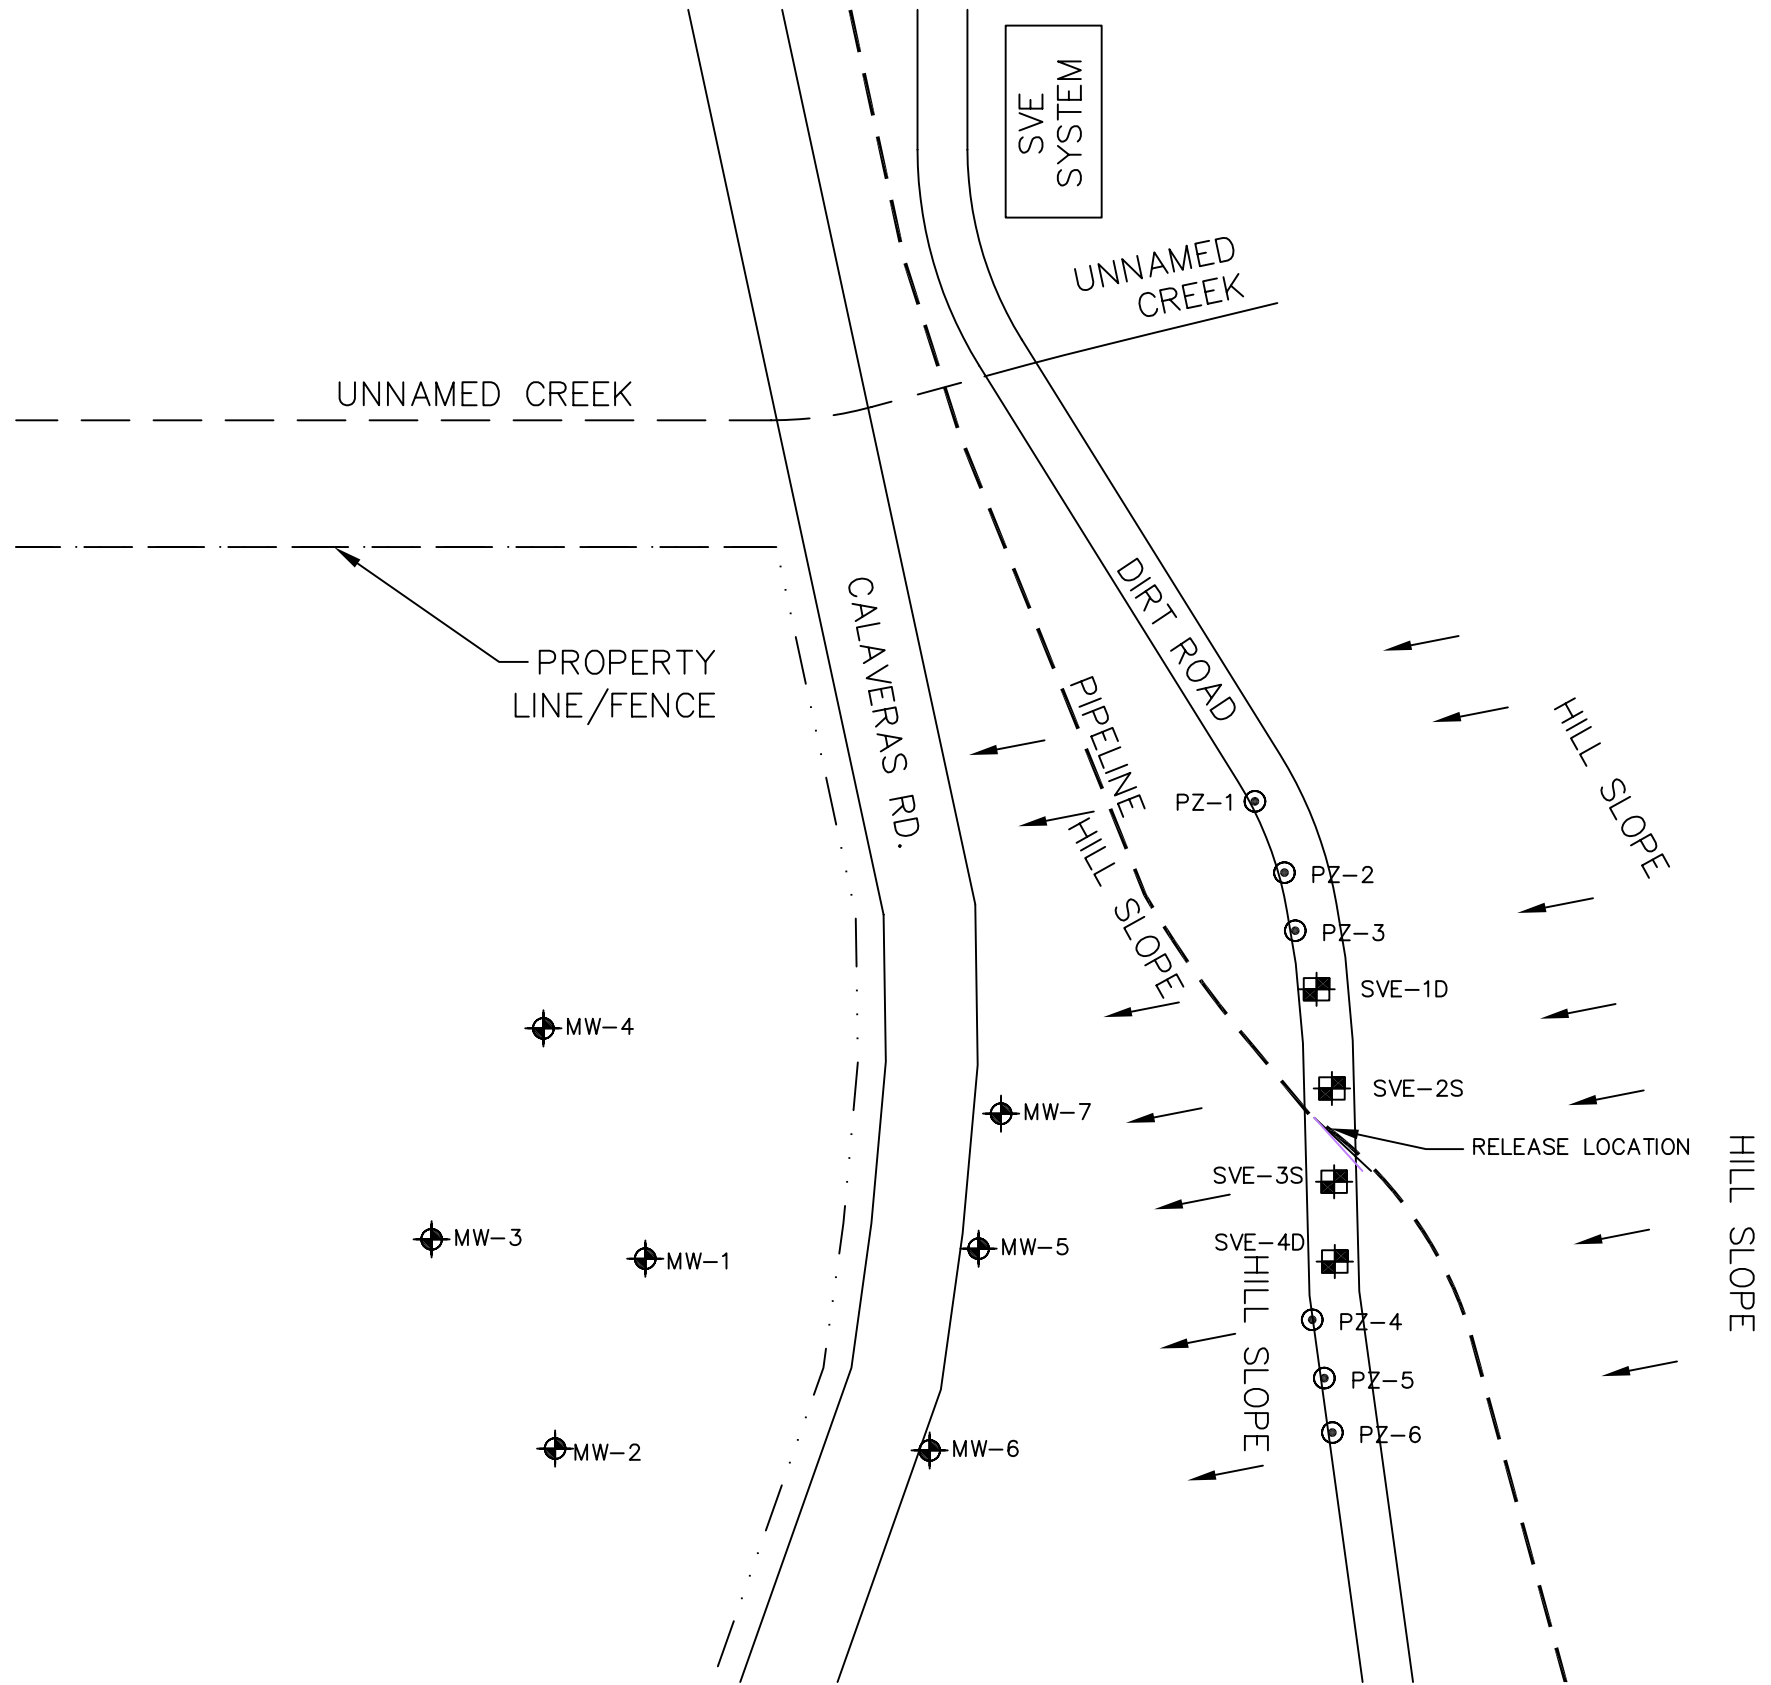 SVE
SYSTEM
UNNAMED
CREEK
UNNAMED CREEK
PROPERTY
LINE/FENCE
CALAVERAS RD.
DIRT ROAD
PIPELINE
HILL SLOPE
HILL SLOPE
PZ-1
PZ-2
PZ-3
SVE-1D
MW-4
SVE-2S
MW-7
RELEASE LOCATION
SVE-3S
HILL SLOPE
MW-3
MW-1
MW-5
SVE-4D
HILL SLOPE
PZ-4
PZ-5
PZ-6
MW-2
MW-6